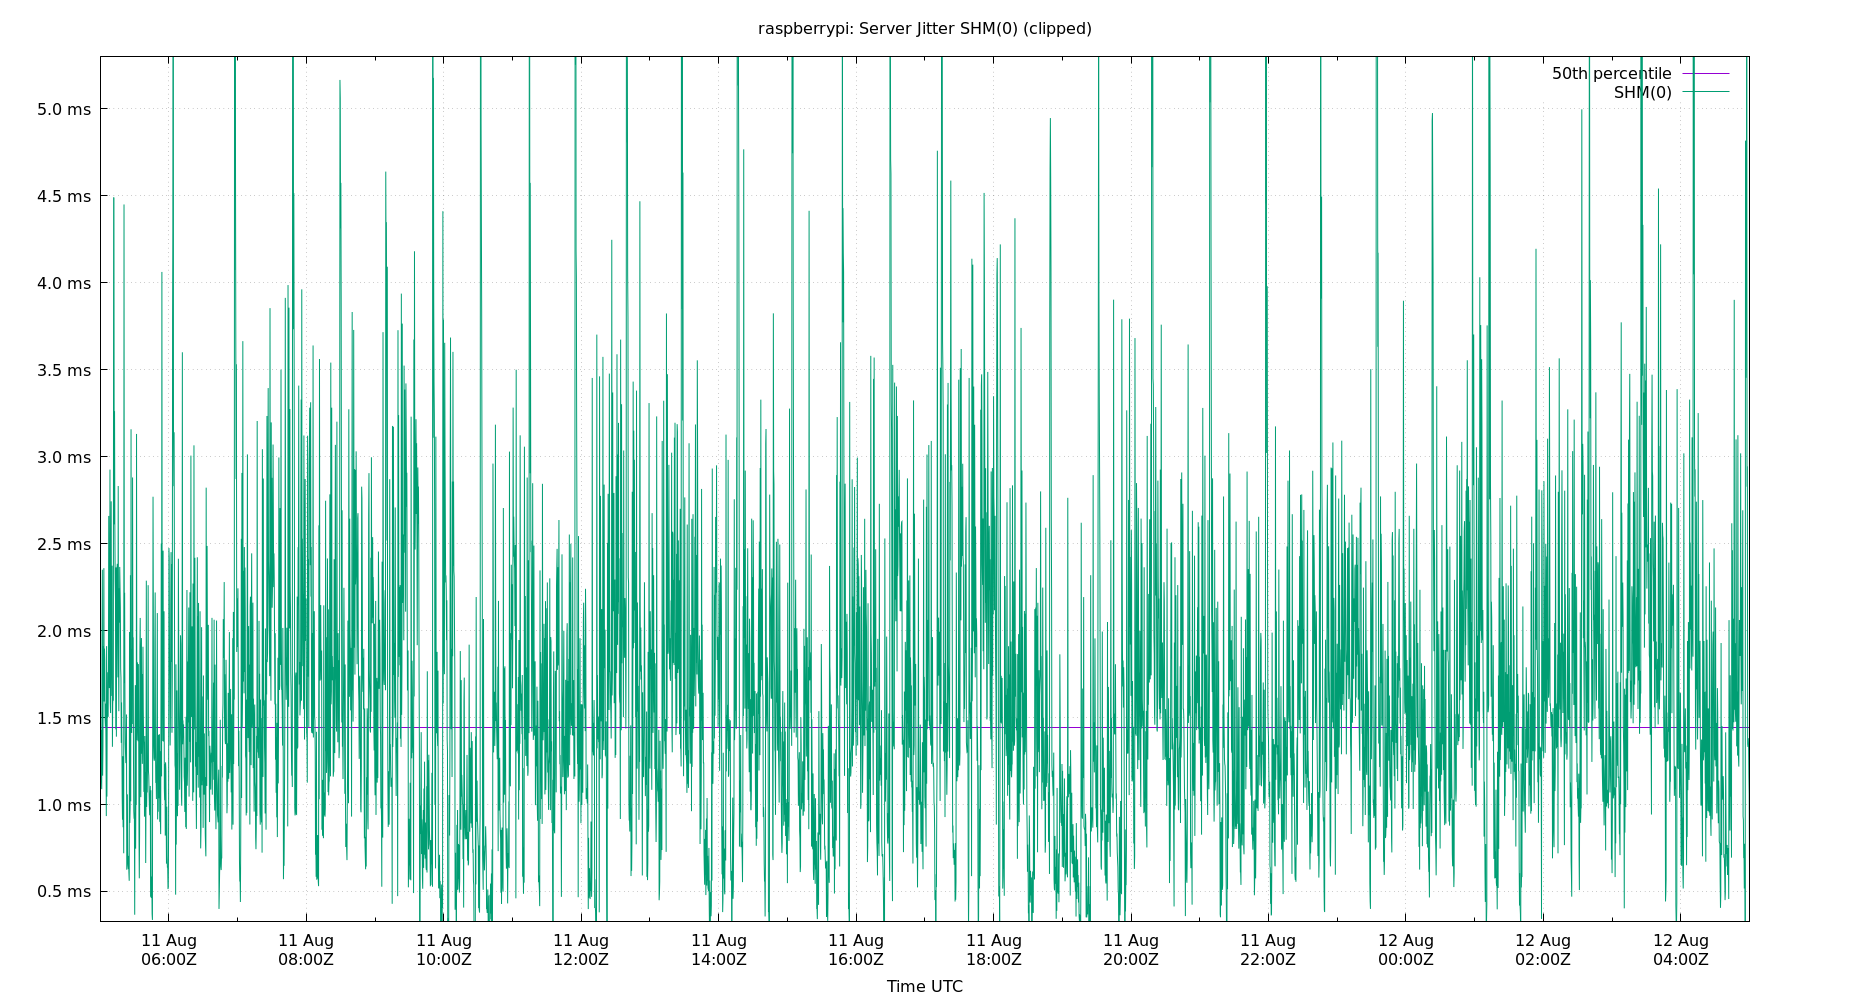 raspberrypi: Server Jitter SHM(0) (clipped)
50th percentile
SHM(0)
5.0 ms
4.5 ms
4.0 ms
3.5 ms
3.0 ms
2.5 ms
2.0 ms
1.5 ms
1.0 ms
0.5 ms
11 Aug 11 Aug 11 Aug 11 Aug 11 Aug 11 Aug 11 Aug 11 Aug 11 Aug 12 Aug 12 Aug 12 Aug
06:00Z 08:00Z 10:00Z 12:00Z 14:00Z 16:00Z 18:00Z 20:00Z 22:00Z 00:00Z 02:00Z 04:00Z
Time UTC